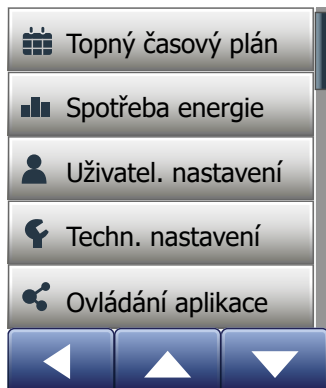 Topný časový plán
Spotřeba energie
Uživatel. nastavení
Techn. nastavení
Ovládání aplikace